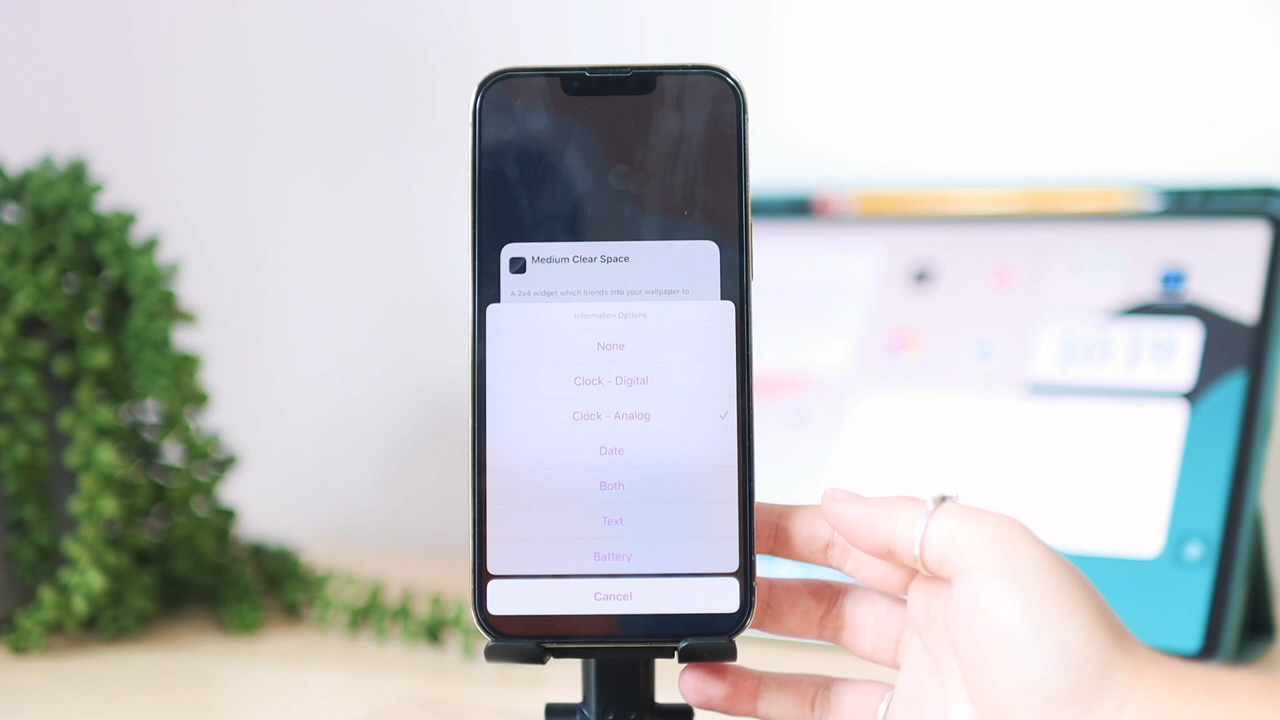 Medium Clear Space
A 2x4 widget which blends into your wallpaper to
Information Options
None
Clock - Digital
Clock - Analog
Date
Both
Text
Battery
Cancel